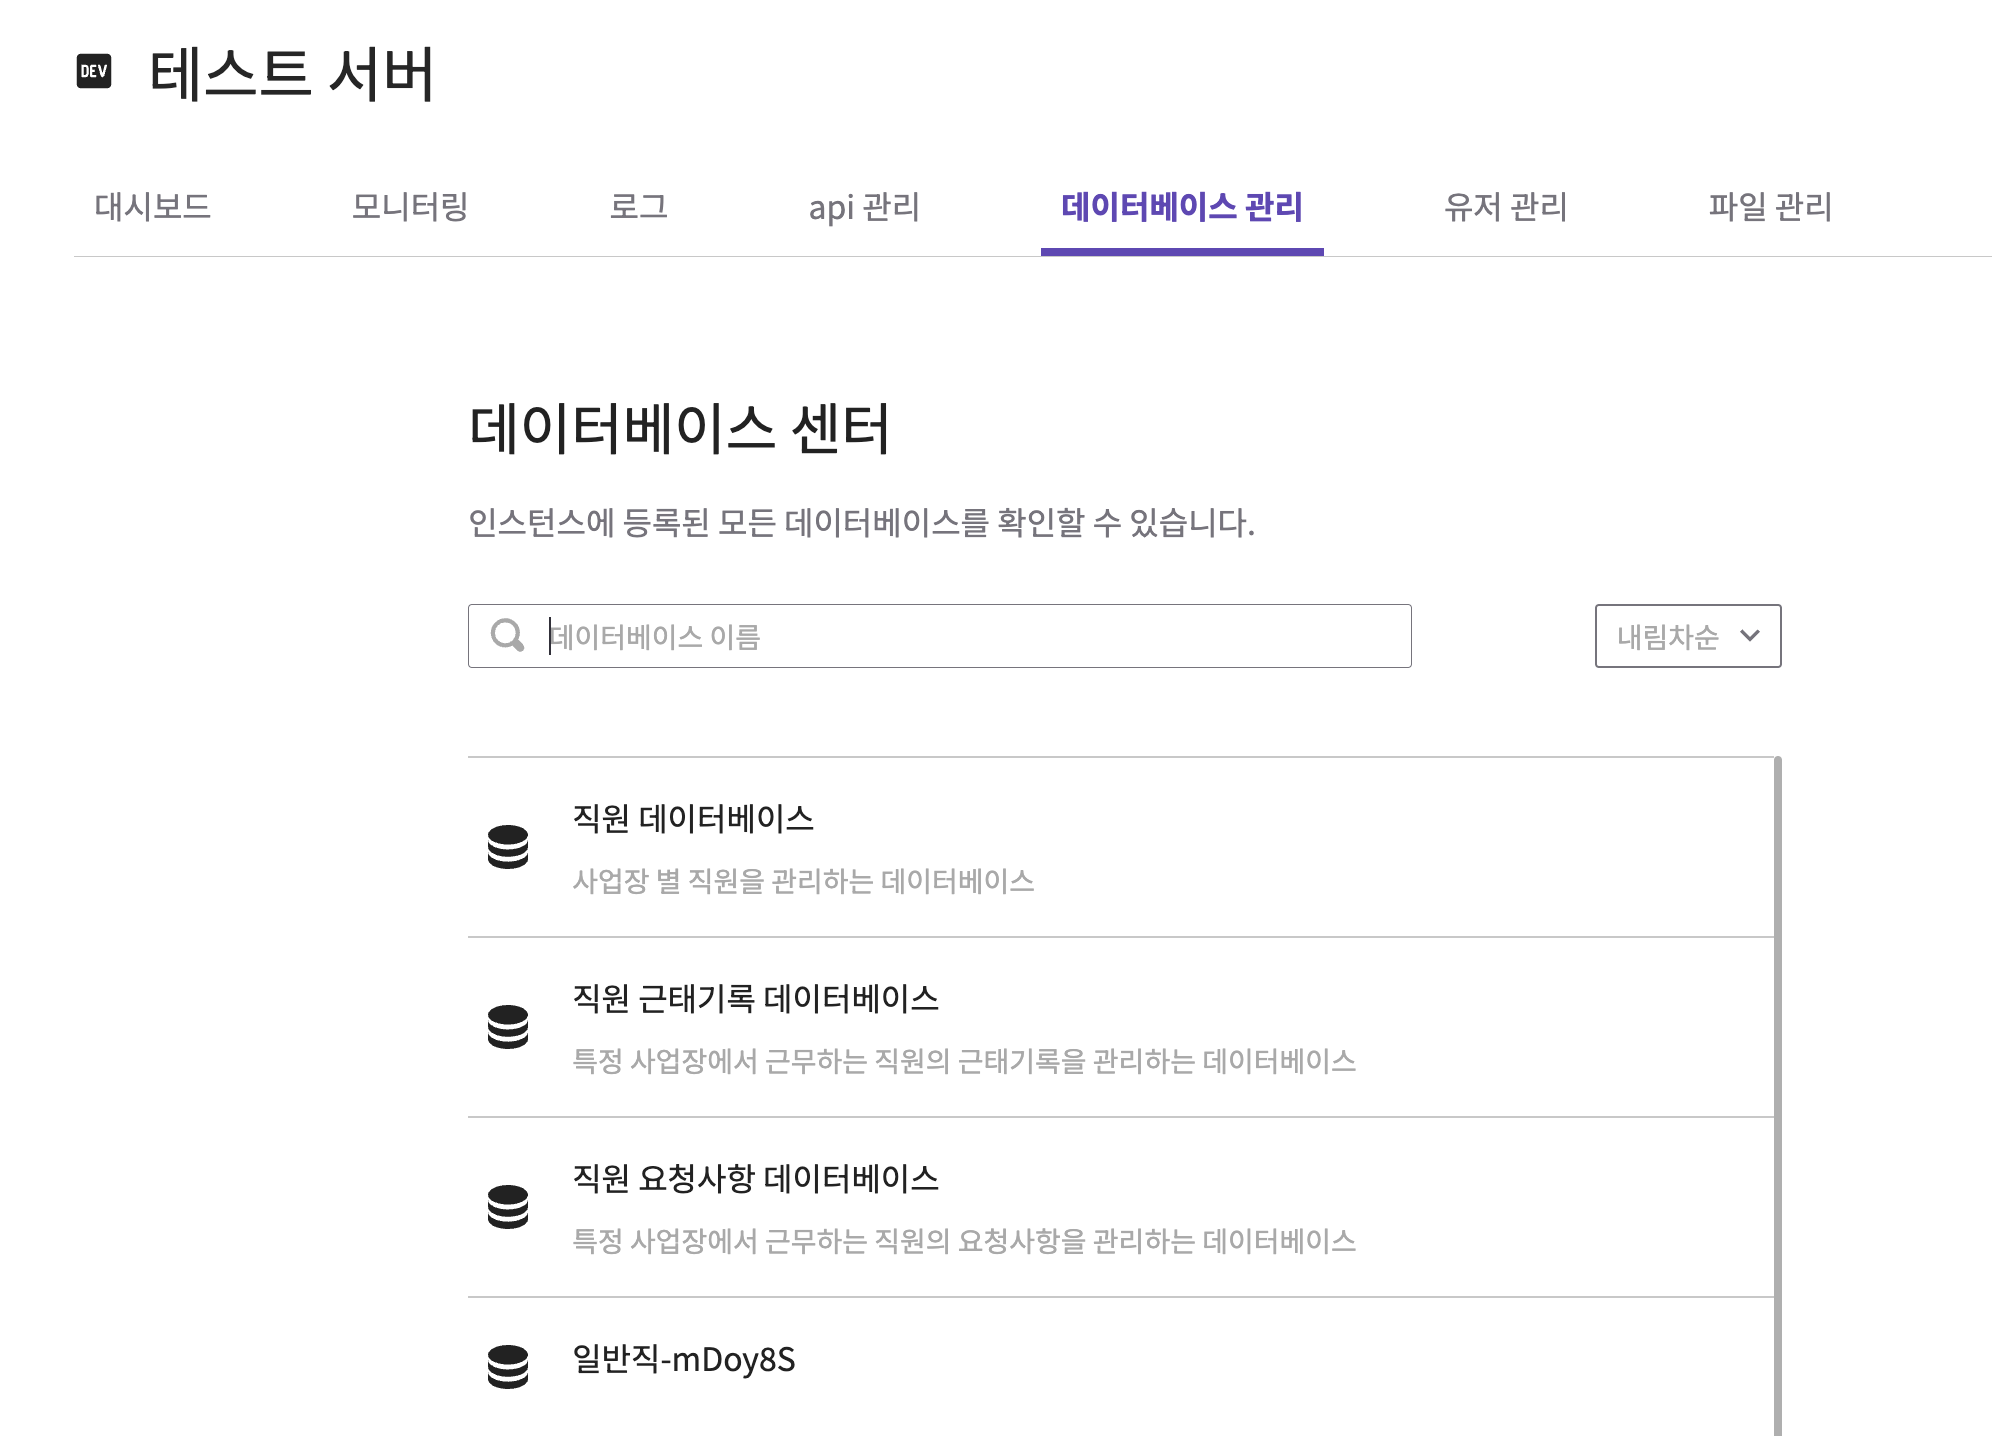 DEV 테스트 서버
대시보드 모니터링 로그 api 관리 데이터베이스 관리 유저 관리 파일 관리
데이터베이스 센터
인스턴스에 등록된 모든 데이터베이스를 확인할 수 있습니다.
데이터베이스 이름 내림차순
직원 데이터베이스
사업장 별 직원을 관리하는 데이터베이스
직원 근태기록 데이터베이스
특정 사업장에서 근무하는 직원의 근태기록을 관리하는 데이터베이스
직원 요청사항 데이터베이스
특정 사업장에서 근무하는 직원의 요청사항을 관리하는 데이터베이스
일반직-mDoy8S